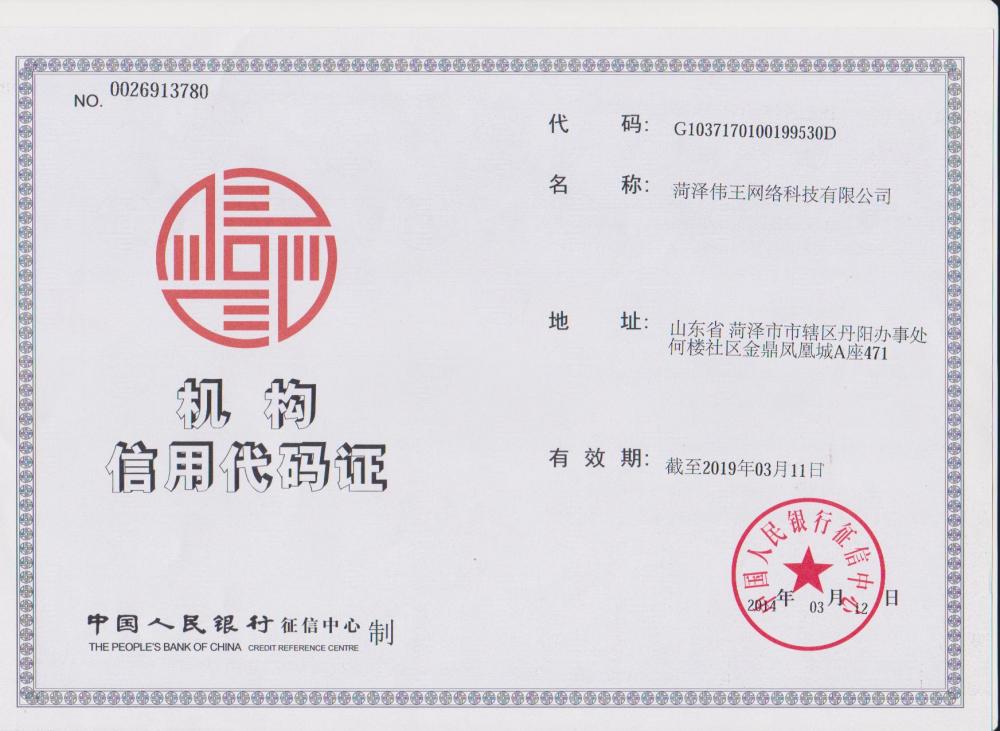 NO. 0026913780
代 码: G1037170100199530D
名 称: 菏泽伟王网络科技有限公司
地 址: 山东省 菏泽市市辖区丹阳办事处
何楼社区金鼎凤凰城A座471
有 效 期: 截至2019年03月11日
机 构
信用代码证
中国人民银行征信中心
2014年 03 月 12 日
中国人民银行征信中心 制
THE PEOPLE'S BANK OF CHINA CREDIT REFERENCE CENTRE